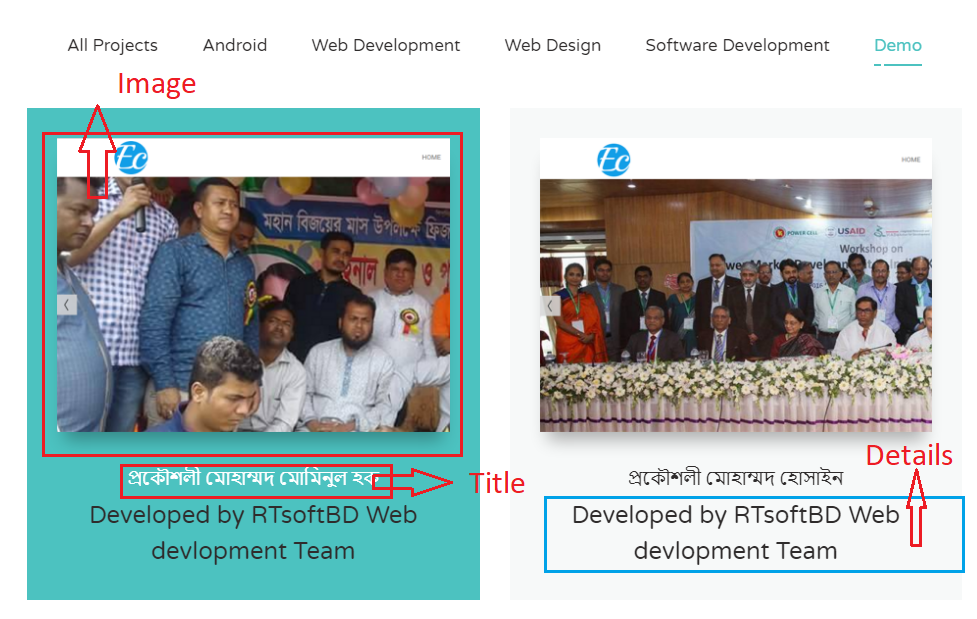 All Projects Android Web Development Web Design Software Development Demo
Image
Ec HOME
Ec HOME
মহান বিজয়ের মাস উপলক্ষে ফ্রিজ
POWER CELL USAID
Workshop on
প্রকৌশলী মোহাম্মদ মোমিনুল হক
Title
প্রকৌশলী মোহাম্মদ হোসাইন
Details
Developed by RTsoftBD Web
devlopment Team
Developed by RTsoftBD Web
devlopment Team